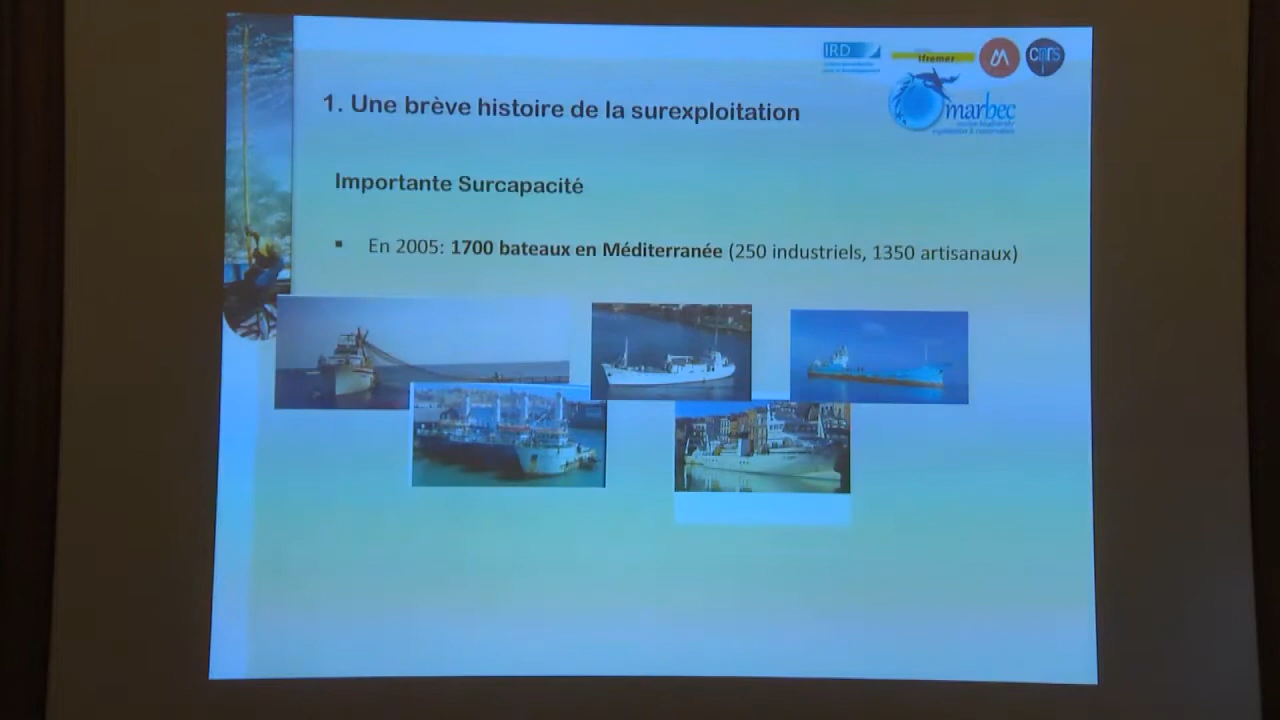 IRD
ifremer
cnrs
marbec
1. Une brève histoire de la surexploitation
Importante Surcapacité
▪ En 2005: 1700 bateaux en Méditerranée (250 industriels, 1350 artisanaux)